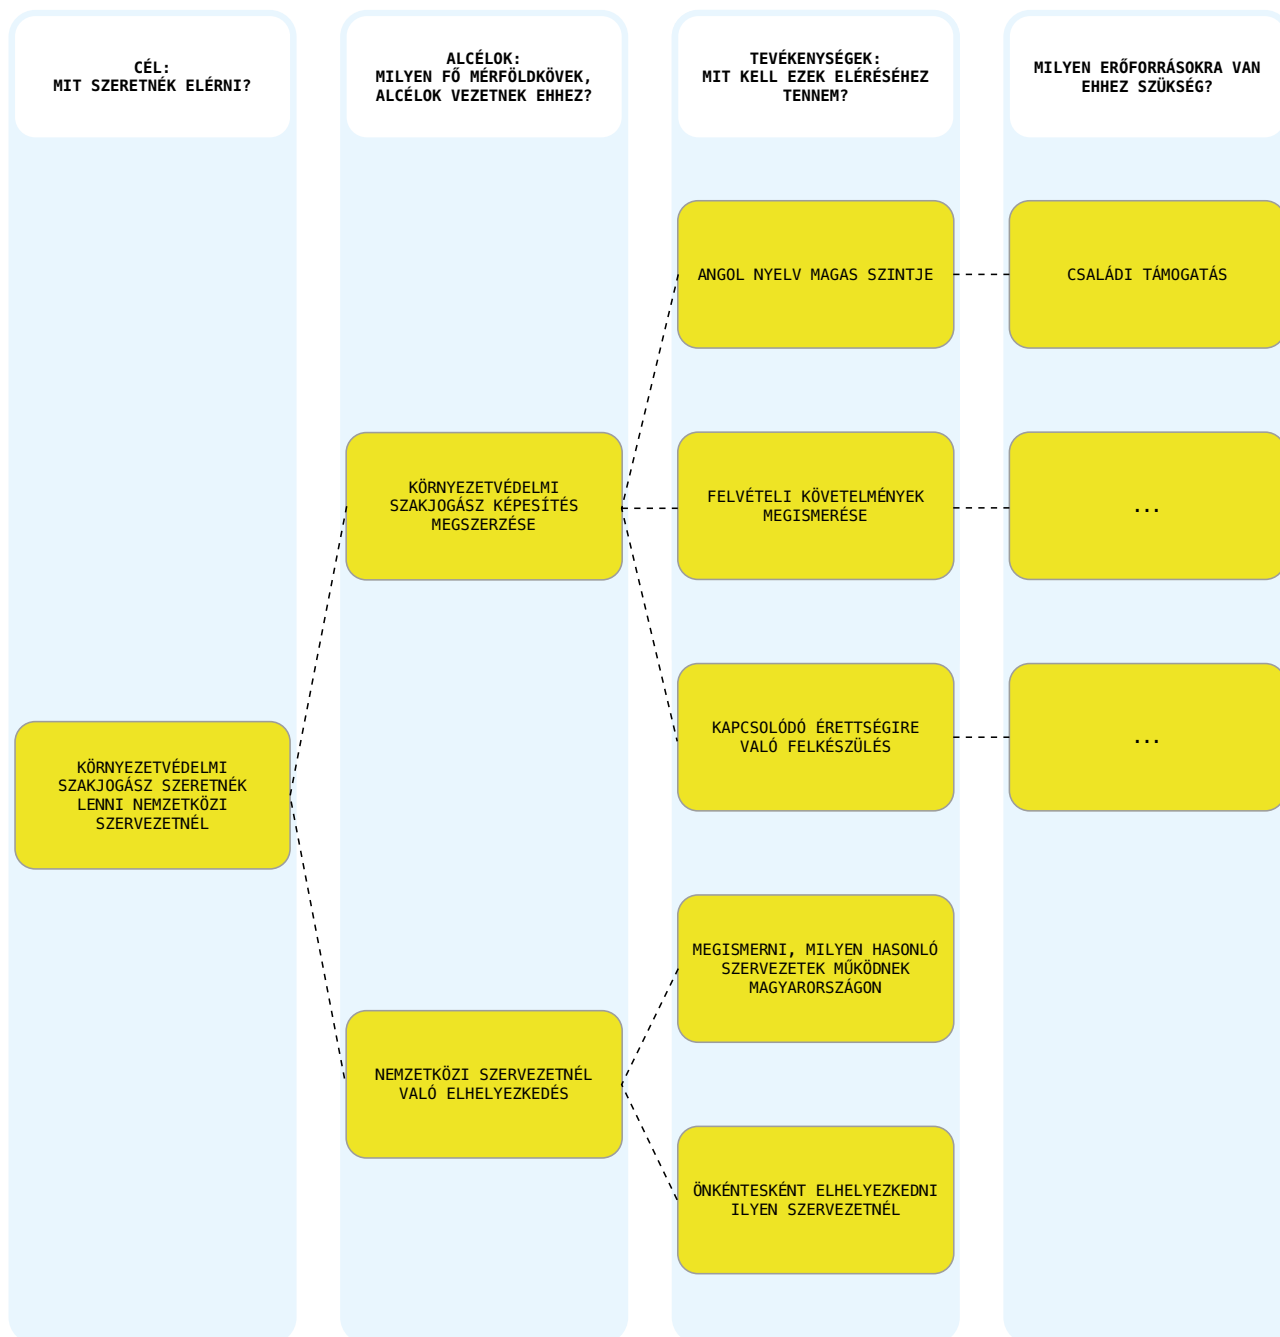 CÉL:
MIT SZERETNÉK ELÉRNI?
ALCÉLOK:
MILYEN FŐ MÉRFÖLDKÖVEK,
ALCÉLOK VEZETNEK EHHEZ?
TEVÉKENYSÉGEK:
MIT KELL EZEK ELÉRÉSÉHEZ
TENNEM?
MILYEN ERŐFORRÁSOKRA VAN
EHHEZ SZÜKSÉG?
KÖRNYEZETVÉDELMI
SZAKJOGÁSZ SZERETNÉK
LENNI NEMZETKÖZI
SZERVEZETNÉL
KÖRNYEZETVÉDELMI
SZAKJOGÁSZ KÉPESÍTÉS
MEGSZERZÉSE
NEMZETKÖZI SZERVEZETNÉL
VALÓ ELHELYEZKEDÉS
ANGOL NYELV MAGAS SZINTJE
FELVÉTELI KÖVETELMÉNYEK
MEGISMERÉSE
KAPCSOLÓDÓ ÉRETTSÉGIRE
VALÓ FELKÉSZÜLÉS
MEGISMERNI, MILYEN HASONLÓ
SZERVEZETEK MŰKÖDNEK
MAGYARORSZÁGON
ÖNKÉNTESKÉNT ELHELYEZKEDNI
ILYEN SZERVEZETNÉL
CSALÁDI TÁMOGATÁS
...
...